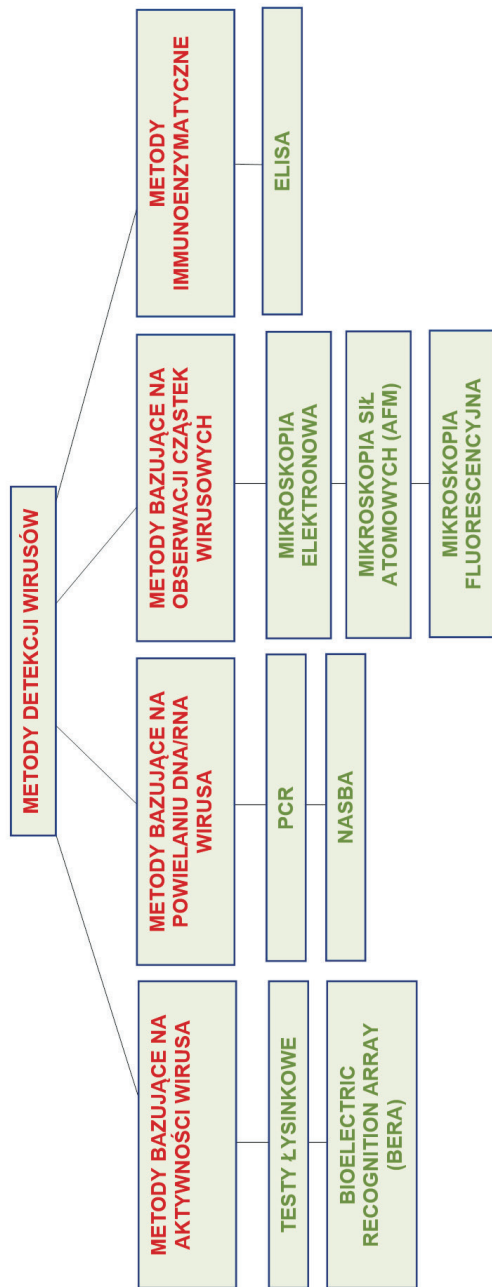 METODY DETEKCJI WIRUSÓW
METODY BAZUJĄCE NA
AKTYWNOŚCI WIRUSA
TESTY ŁYSINKOWE
BIOELECTRIC
RECOGNITION ARRAY
(BERA)
METODY BAZUJĄCE NA
POWIELANIU DNA/RNA
WIRUSA
PCR
NASBA
METODY BAZUJĄCE NA
OBSERWACJI CZĄSTEK
WIRUSOWYCH
MIKROSKOPIA
ELEKTRONOWA
MIKROSKOPIA SIŁ
ATOMOWYCH (AFM)
MIKROSKOPIA
FLUORESCENCYJNA
METODY
IMMUNOENZYMATYCZNE
ELISA